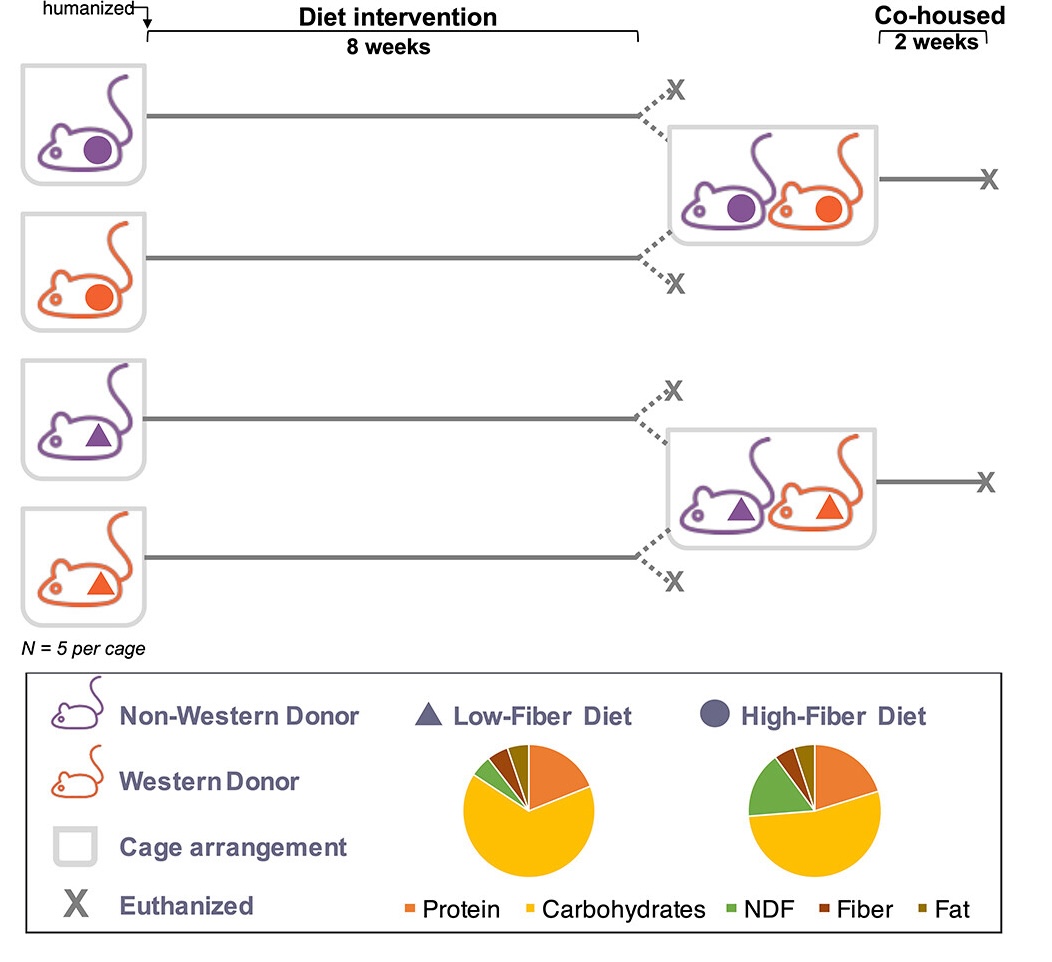 humanized
Diet intervention
8 weeks
Co-housed
2 weeks
X
X
X
X
X
X
N = 5 per cage
Non-Western Donor
Low-Fiber Diet
High-Fiber Diet
Western Donor
Cage arrangement
X Euthanized
Protein Carbohydrates NDF Fiber Fat